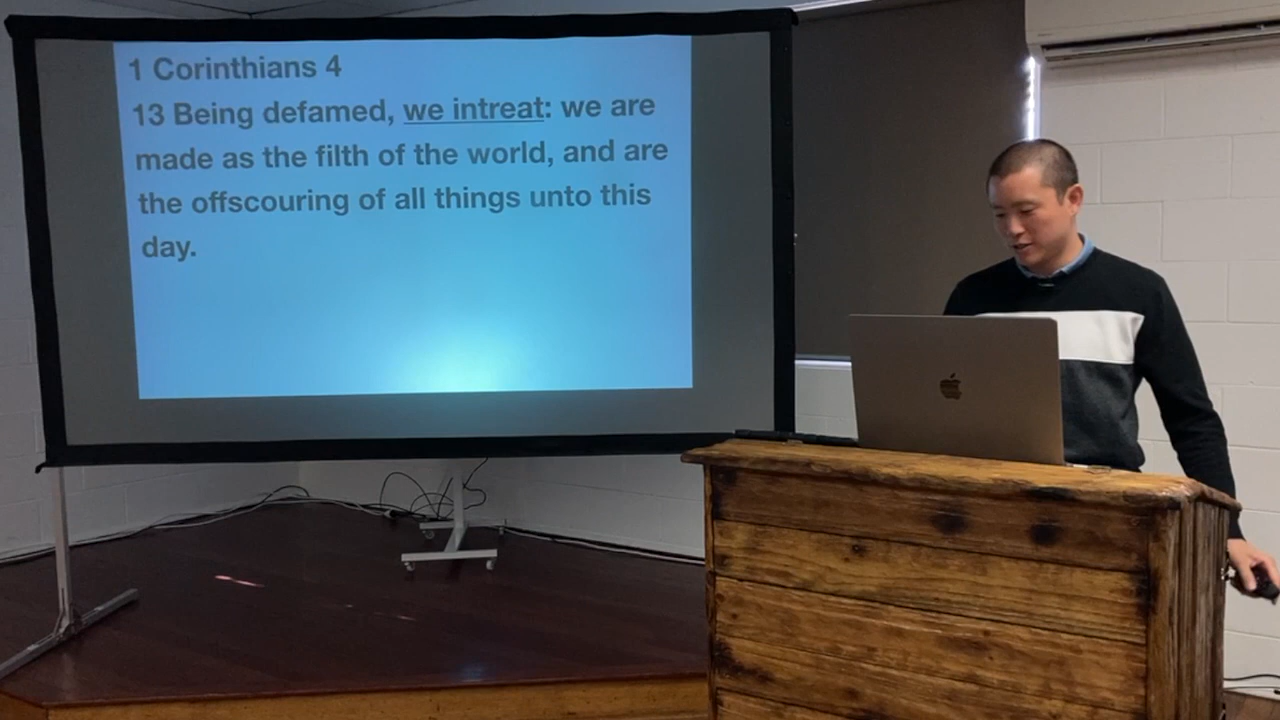 1 Corinthians 4
13 Being defamed, we intreat: we are
made as the filth of the world, and are
the offscouring of all things unto this
day.